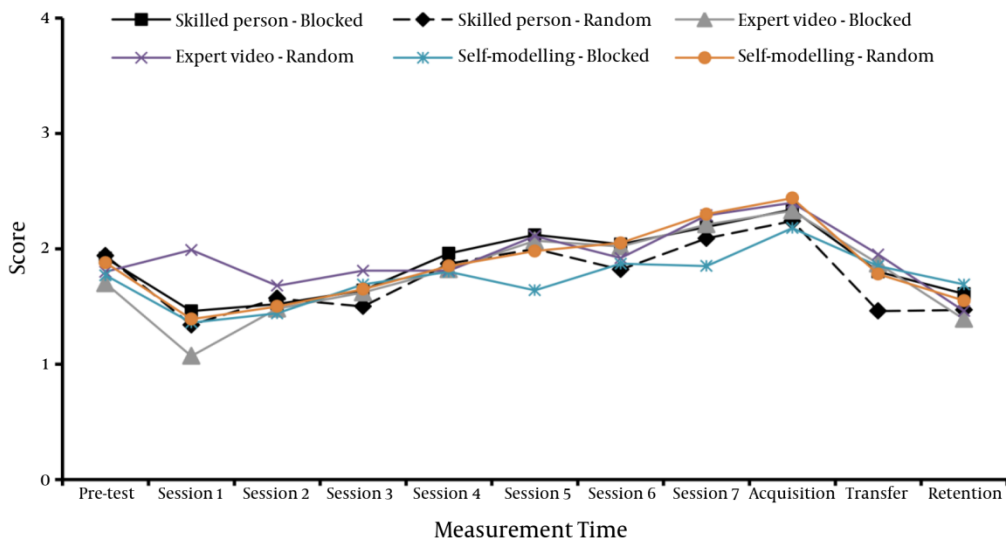 Skilled person - Blocked Skilled person - Random Expert video - Blocked
Expert video - Random Self-modelling - Blocked Self-modelling - Random
4
3
2
1
0
Score
Pre-test Session 1 Session 2 Session 3 Session 4 Session 5 Session 6 Session 7 Acquisition Transfer Retention
Measurement Time